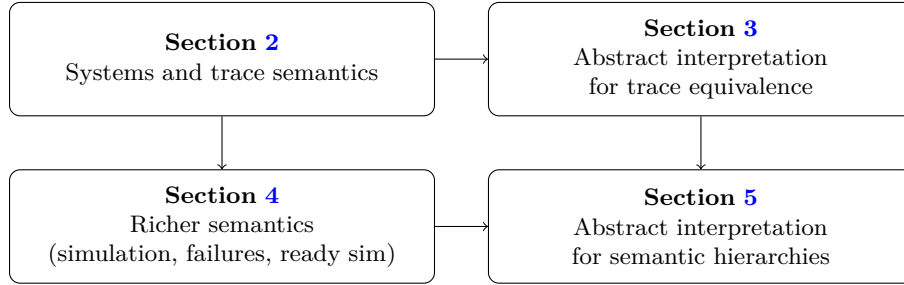 Section 2
Systems and trace semantics
Section 3
Abstract interpretation
for trace equivalence
Section 4
Richer semantics
(simulation, failures, ready sim)
Section 5
Abstract interpretation
for semantic hierarchies